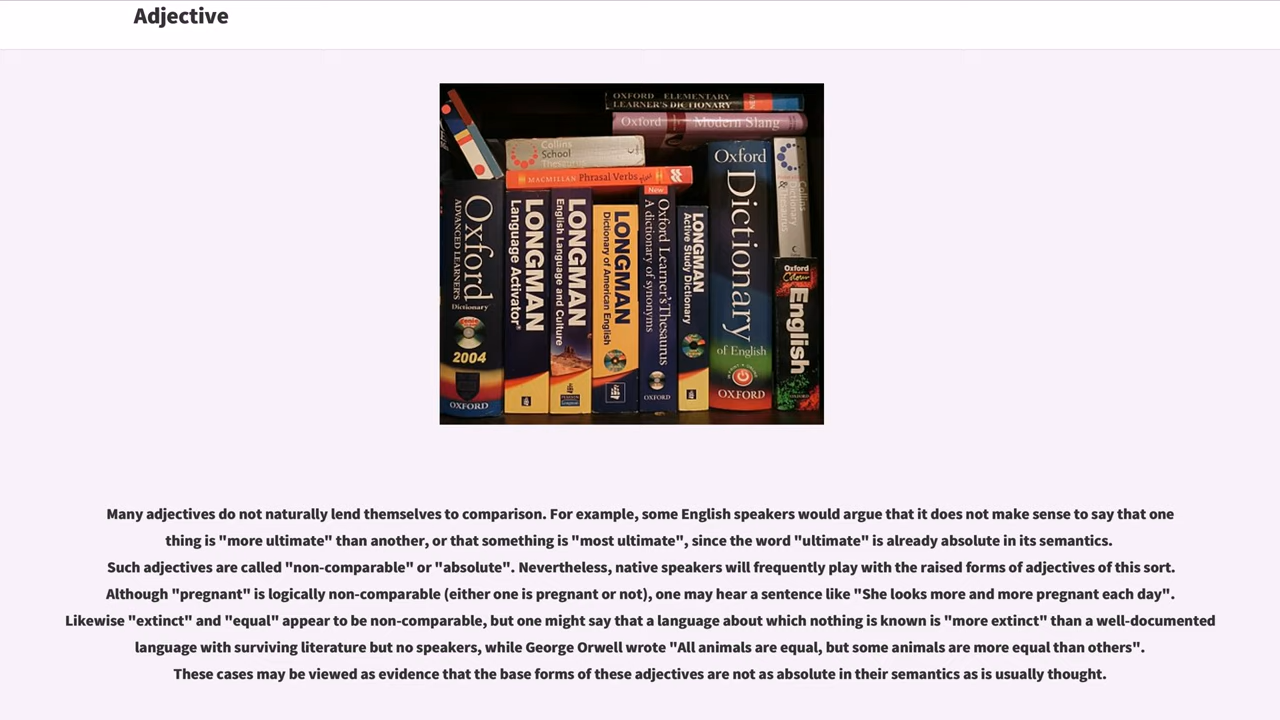 Adjective
OXFORD ELEMENTARY
LEARNER'S DICTIONARY
NEW
Oxford
Modern Slang
Collins
School
MACMILLAN Phrasal Verbs Plus
Oxford
ADVANCED LEARNER'S
Dictionary
2004
OXFORD
LONGMAN
Language Activator®
LONGMAN
English Language and Culture
PENGUIN
LONGMAN
Dictionary of American English
New
Oxford Learner's Thesaurus
A dictionary of synonyms
OXFORD
LONGMAN
Active Study Dictionary
Oxford
Dictionary
of English
OXFORD
Collins
Dictionary
& Thesaurus
Oxford
Colour
English
OXFORD
Many adjectives do not naturally lend themselves to comparison. For example, some English speakers would argue that it does not make sense to say that one
thing is "more ultimate" than another, or that something is "most ultimate", since the word "ultimate" is already absolute in its semantics.
Such adjectives are called "non-comparable" or "absolute". Nevertheless, native speakers will frequently play with the raised forms of adjectives of this sort.
Although "pregnant" is logically non-comparable (either one is pregnant or not), one may hear a sentence like "She looks more and more pregnant each day".
Likewise "extinct" and "equal" appear to be non-comparable, but one might say that a language about which nothing is known is "more extinct" than a well-documented
language with surviving literature but no speakers, while George Orwell wrote "All animals are equal, but some animals are more equal than others".
These cases may be viewed as evidence that the base forms of these adjectives are not as absolute in their semantics as is usually thought.